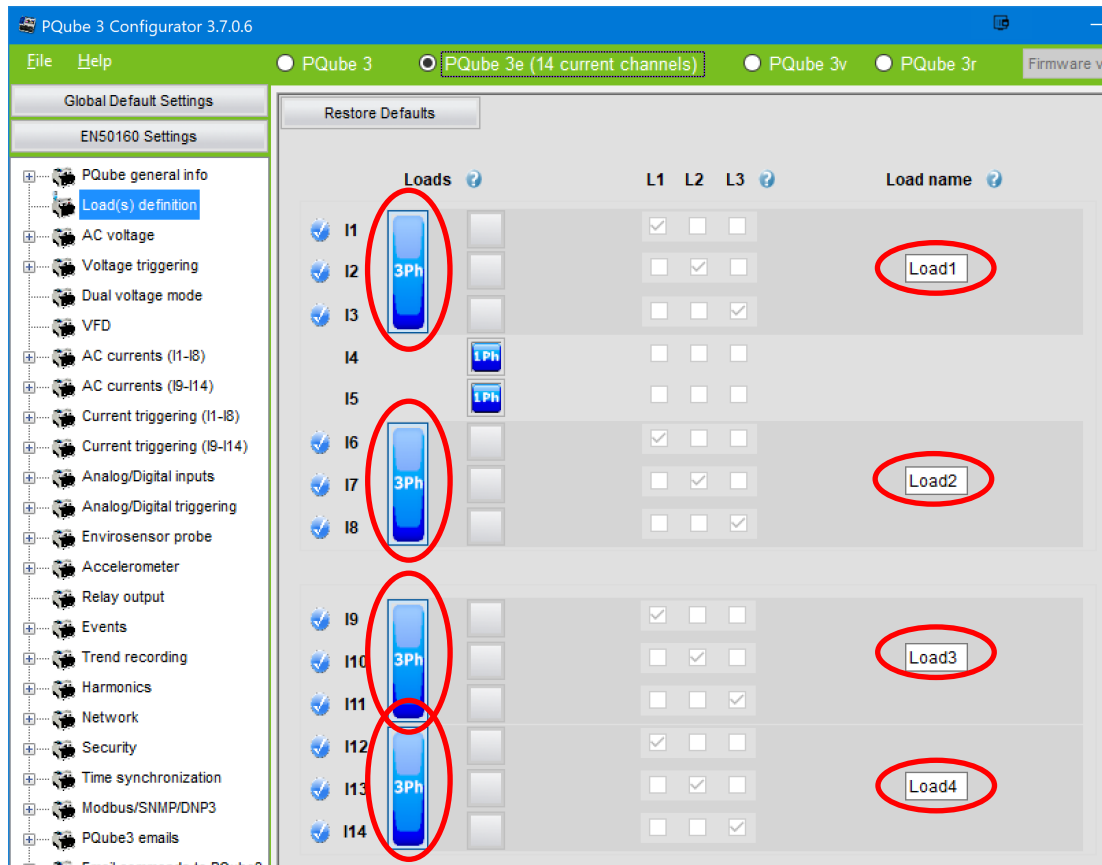 PQube 3 Configurator 3.7.0.6
File Help PQube 3 PQube 3e (14 current channels) PQube 3v PQube 3r Firmware v
Global Default Settings
EN50160 Settings
PQube general info
Load(s) definition
AC voltage
Voltage triggering
Dual voltage mode
VFD
AC currents (I1-I8)
AC currents (I9-I14)
Current triggering (I1-I8)
Current triggering (I9-I14)
Analog/Digital inputs
Analog/Digital triggering
Envirosensor probe
Accelerometer
Relay output
Events
Trend recording
Harmonics
Network
Security
Time synchronization
Modbus/SNMP/DNP3
PQube3 emails
Restore Defaults
Loads ? L1 L2 L3 ? Load name ?
I1
I2 3Ph Load1
I3
I4 1Ph
I5 1Ph
I6
I7 3Ph Load2
I8
I9
I10 3Ph Load3
I11
I12
I13 3Ph Load4
I14